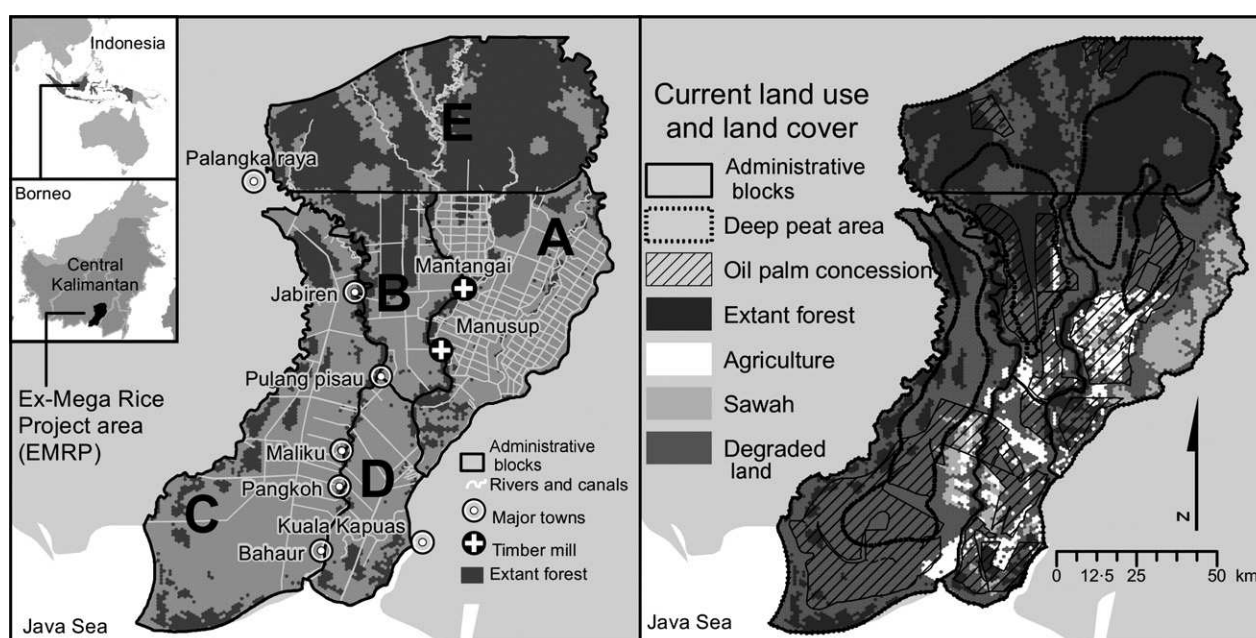 Indonesia
Borneo
Central
Kalimantan
Ex-Mega Rice
Project area
(EMRP)
Java Sea
Palangka raya
E
A
B
Mantangai
Jabiren
Manusup
Pulang pisau
Maliku
Pangkoh
D
C
Kuala Kapuas
Bahaur
Administrative
blocks
Rivers and canals
Major towns
Timber mill
Extant forest
Current land use
and land cover
Administrative
blocks
Deep peat area
Oil palm concession
Extant forest
Agriculture
Sawah
Degraded
land
Java Sea
N
0 12·5 25 50 km